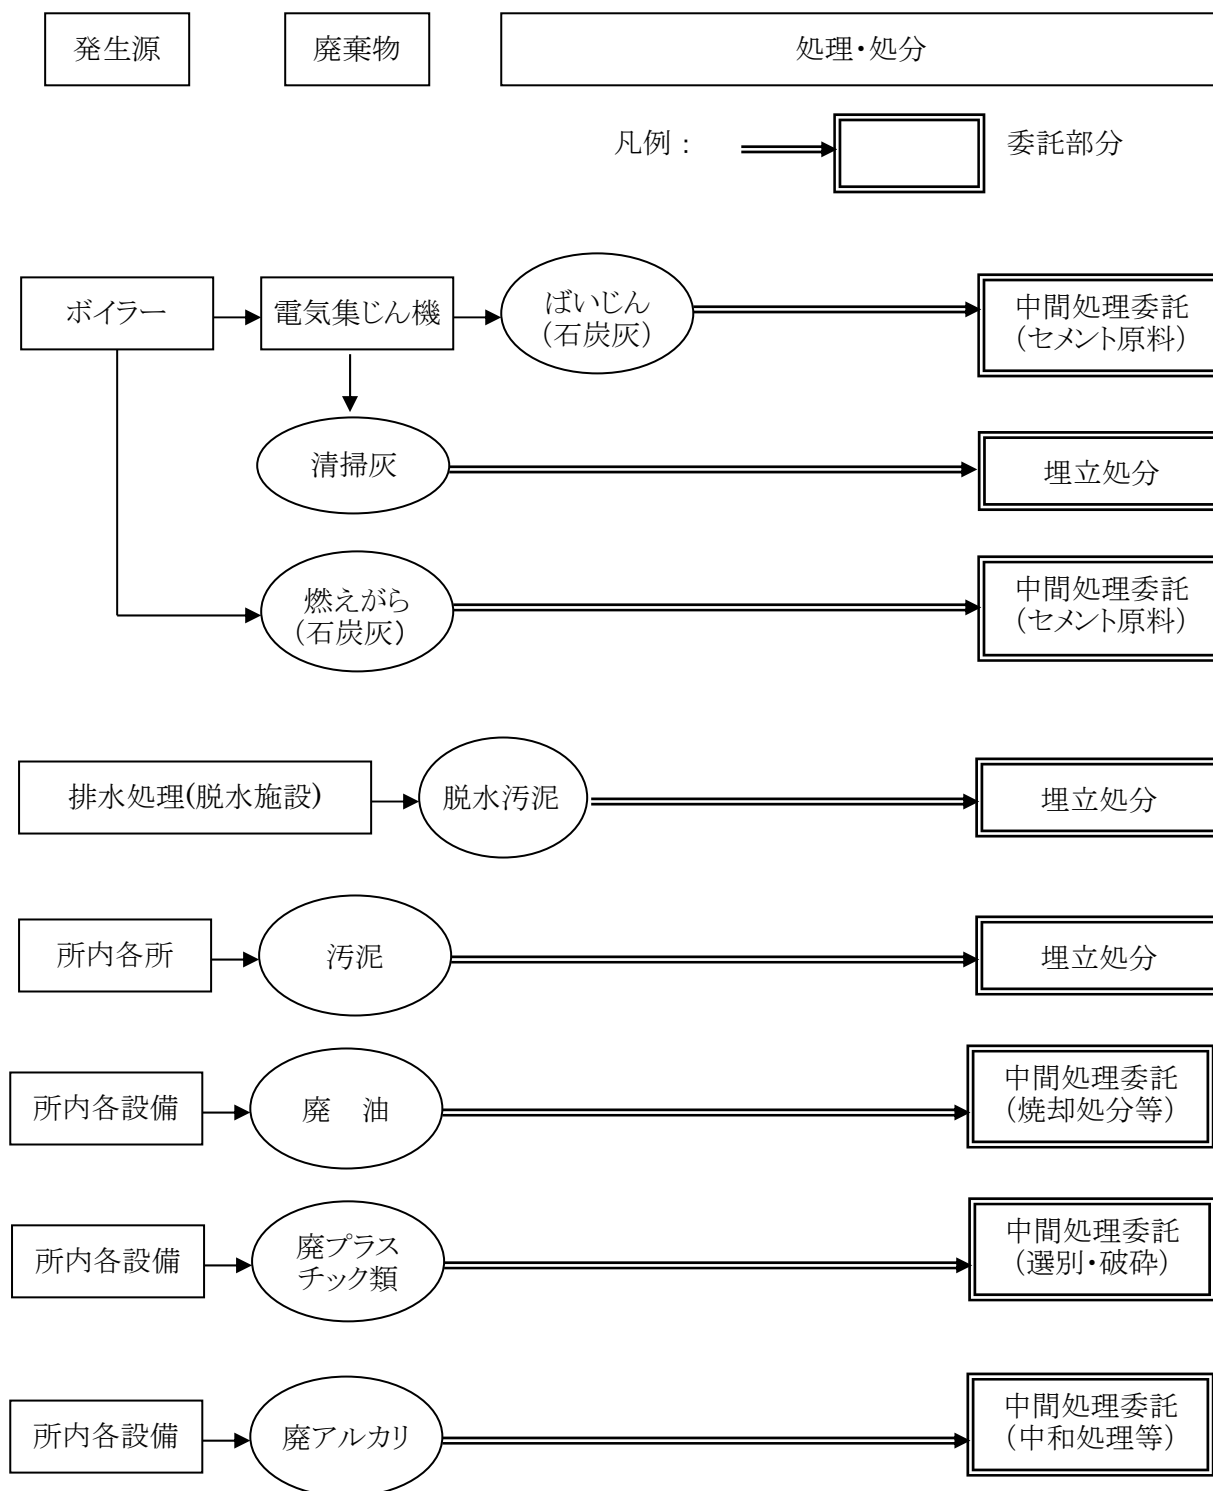 発生源
廃棄物
処理・処分
凡例：
委託部分
ボイラー
電気集じん機
ばいじん
（石炭灰）
中間処理委託
（セメント原料）
清掃灰
埋立処分
燃えがら
（石炭灰）
中間処理委託
（セメント原料）
排水処理(脱水施設)
脱水汚泥
埋立処分
所内各所
汚泥
埋立処分
所内各設備
廃　油
中間処理委託
（焼却処分等）
所内各設備
廃プラス
チック類
中間処理委託
（選別・破砕）
所内各設備
廃アルカリ
中間処理委託
（中和処理等）